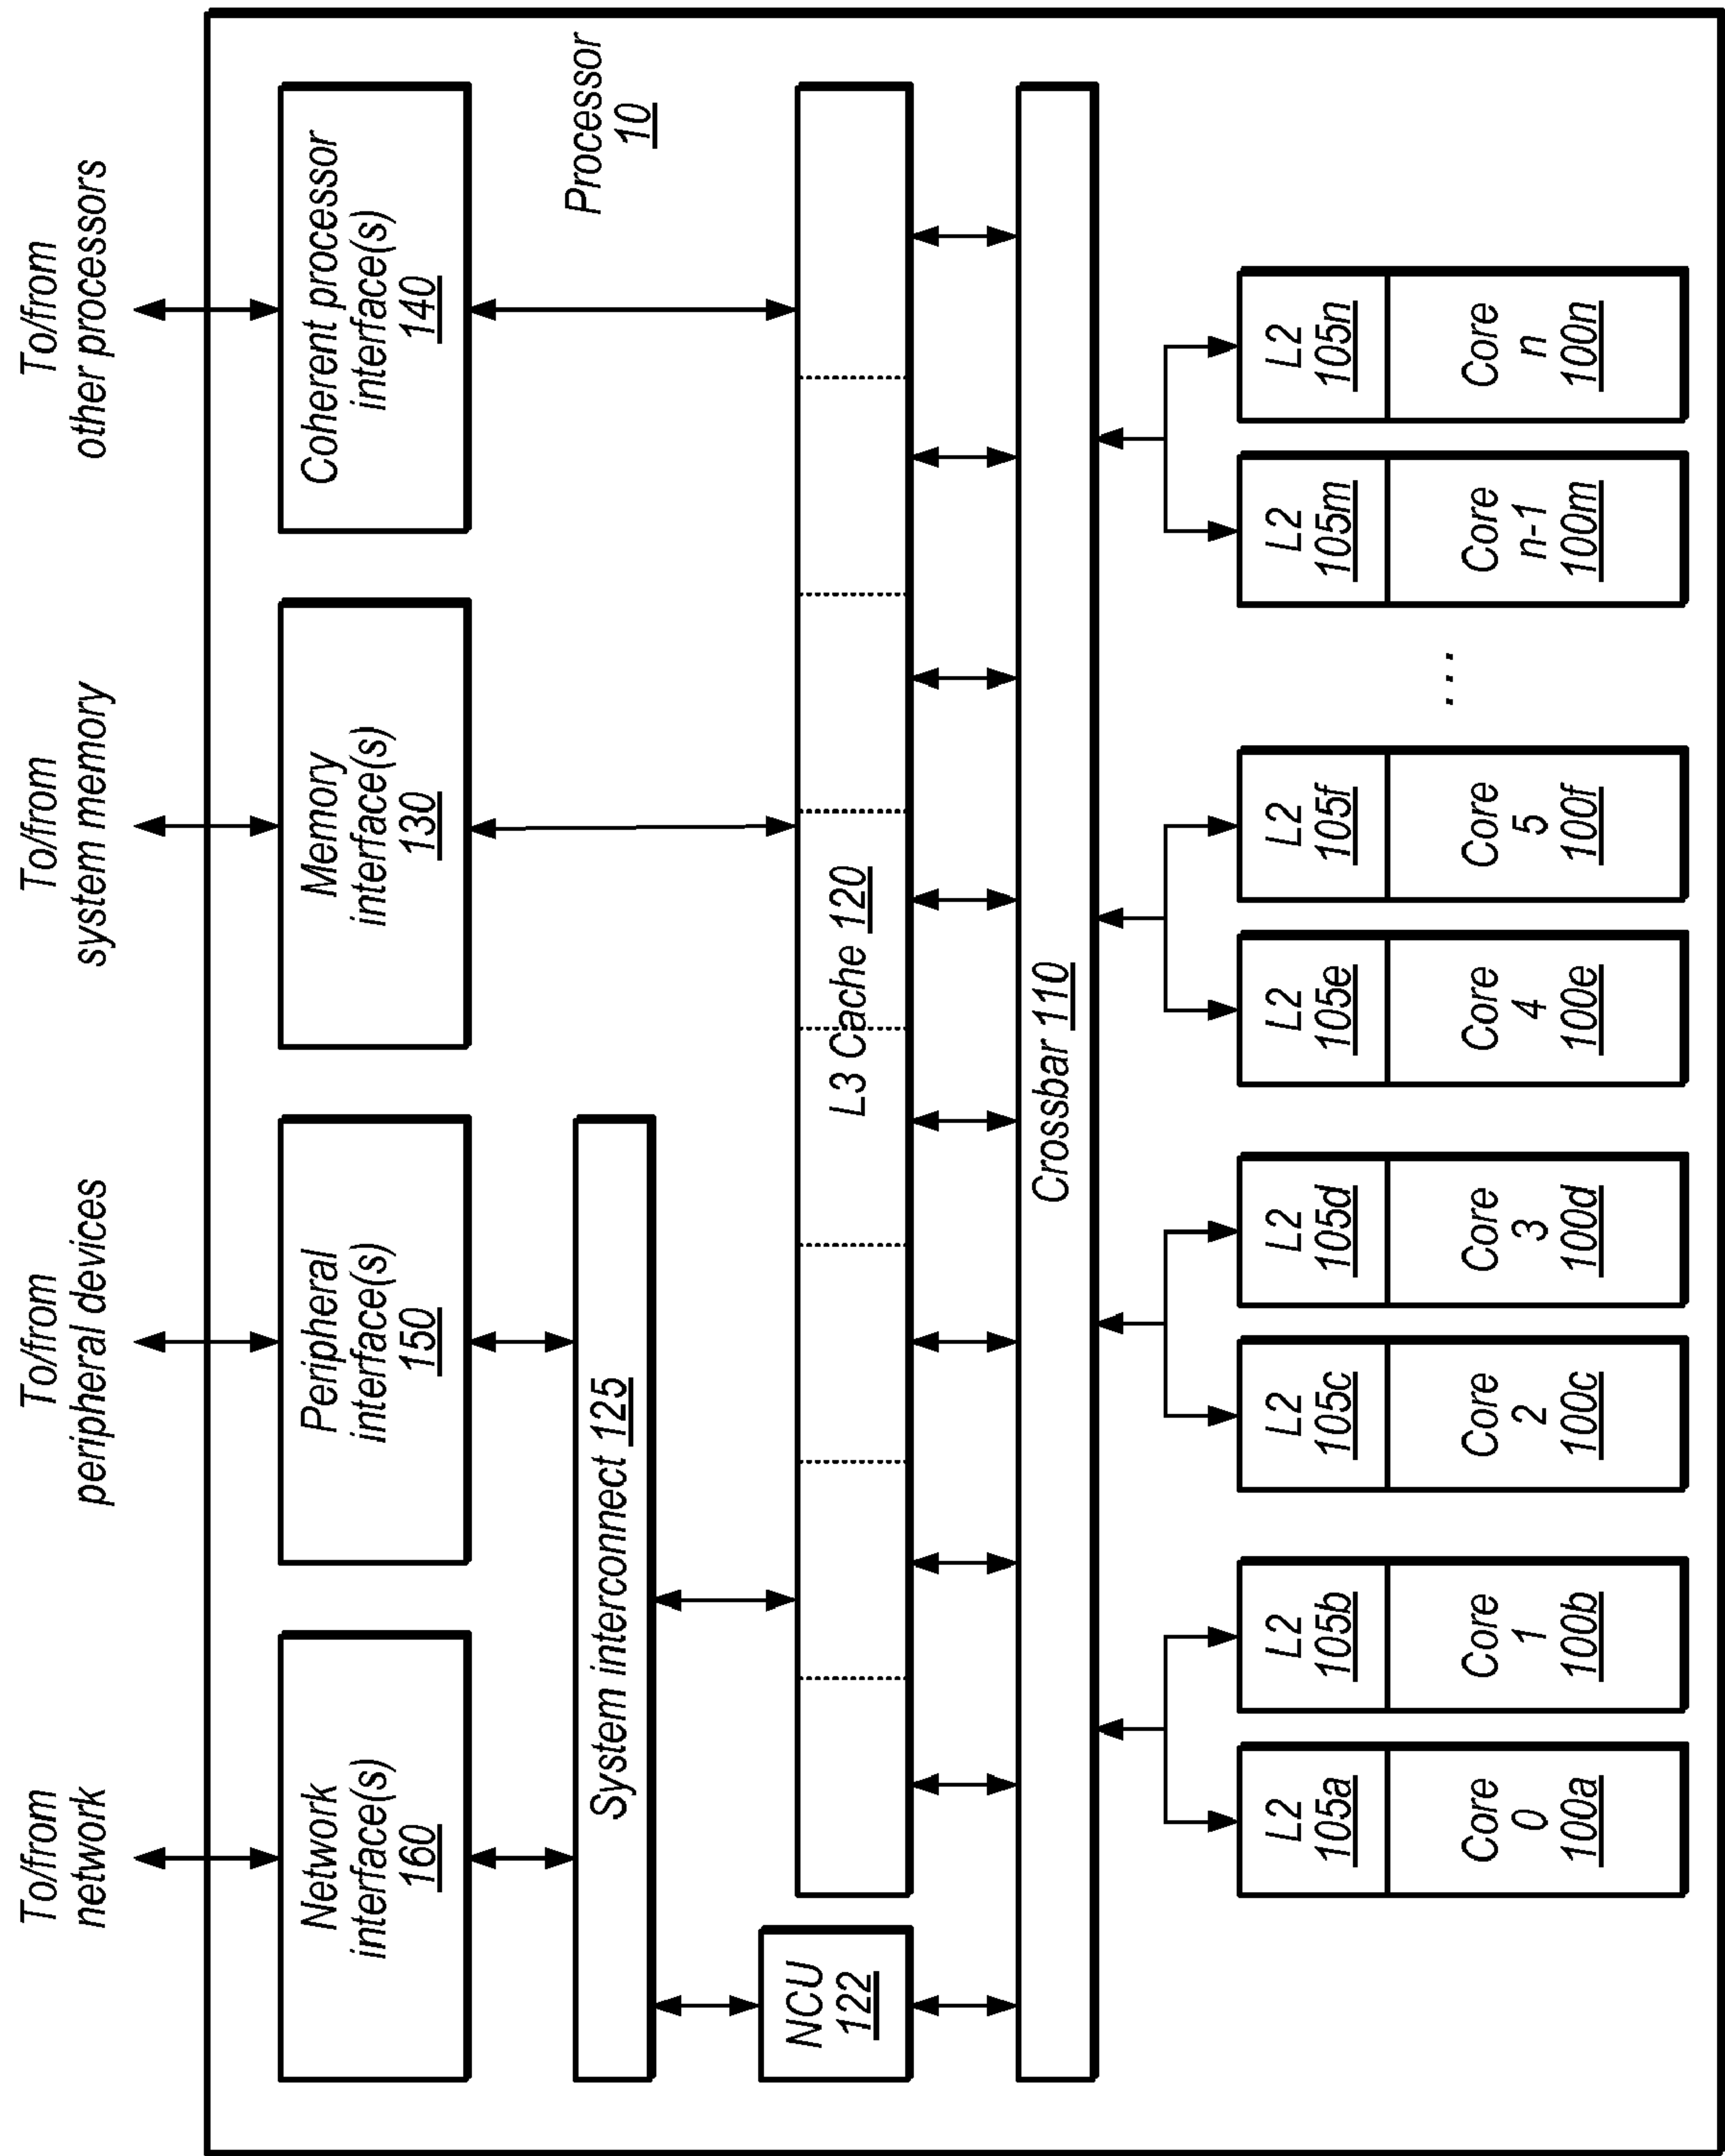 To/from
network
To/from
peripheral devices
To/from
system memory
To/from
other processors
Network
interface(s)
160
Peripheral
interface(s)
150
Memory
interface(s)
130
Coherent processor
interface(s)
140
Processor
10
System interconnect 125
NCU
122
L3 Cache 120
Crossbar 110
L2
105a
Core
0
100a
L2
105b
Core
1
100b
L2
105c
Core
2
100c
L2
105d
Core
3
100d
L2
105e
Core
4
100e
L2
105f
Core
5
100f
...
L2
105m
Core
n-1
100m
L2
105n
Core
n
100n